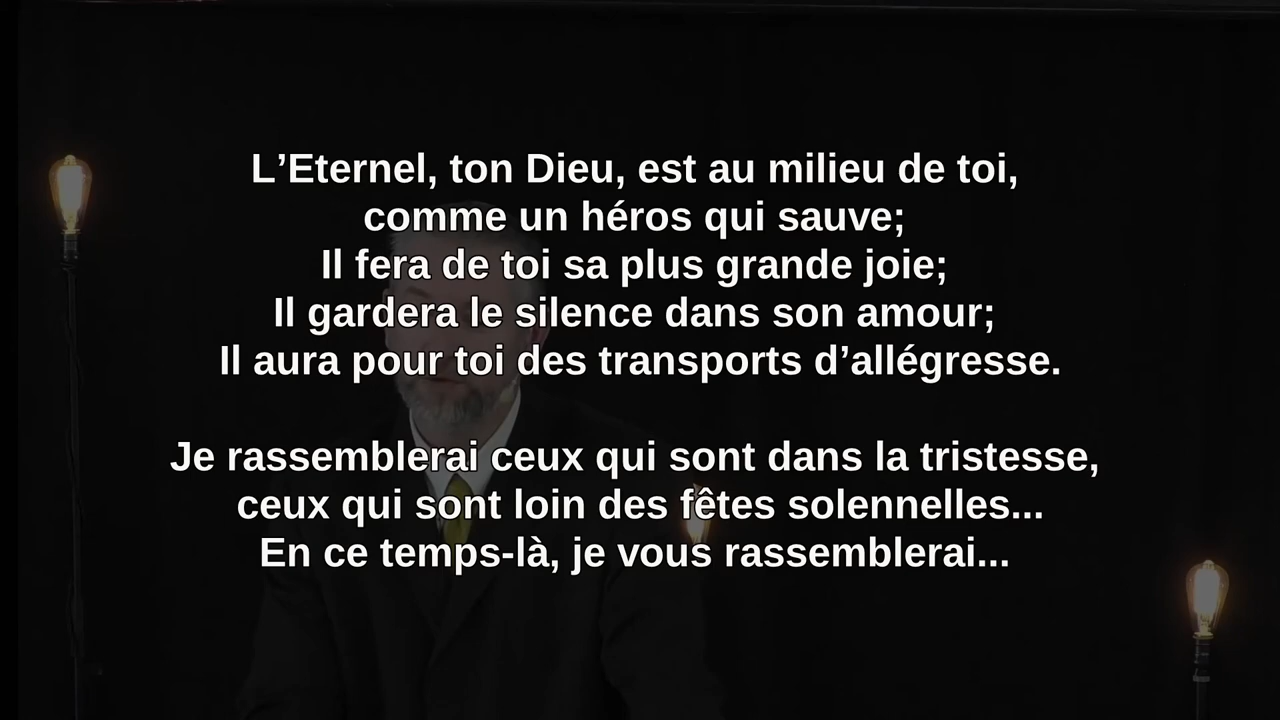 L’Eternel, ton Dieu, est au milieu de toi,
comme un héros qui sauve;
Il fera de toi sa plus grande joie;
Il gardera le silence dans son amour;
Il aura pour toi des transports d’allégresse.
Je rassemblerai ceux qui sont dans la tristesse,
ceux qui sont loin des fêtes solennelles...
En ce temps-là, je vous rassemblerai...